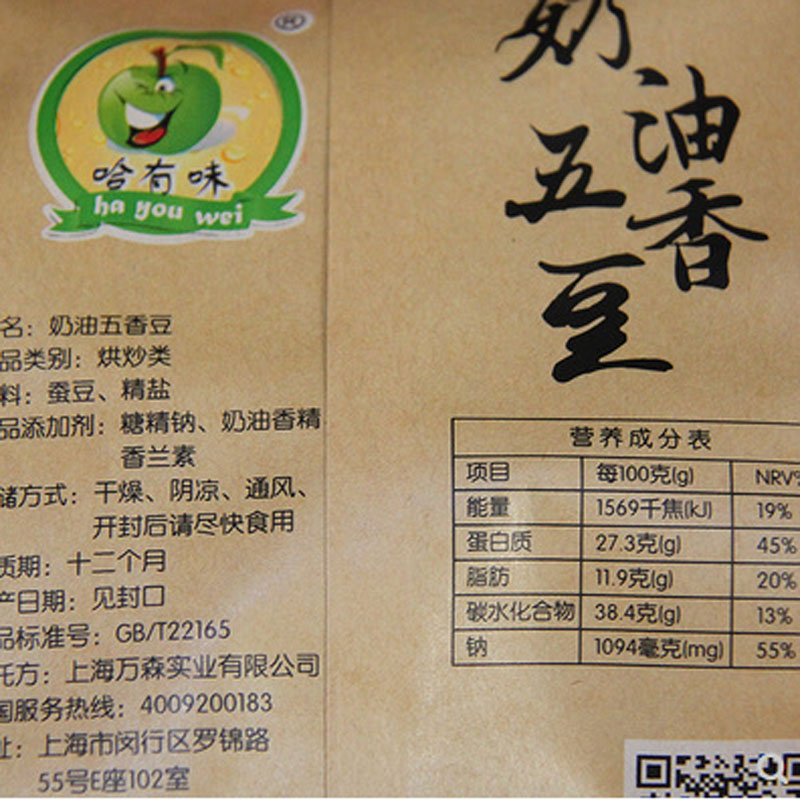 ®
哈有味
ha you wei
奶油香
五豆
名：奶油五香豆
品类别：烘炒类
料：蚕豆、精盐
品添加剂：糖精钠、奶油香精
香兰素
储方式：干燥、阴凉、通风、
开封后请尽快食用
质期：十二个月
产日期：见封口
品标准号：GB/T22165
托方：上海万森实业有限公司
国服务热线：4009200183
址：上海市闵行区罗锦路
55号E座102室
营养成分表
项目 每100克(g) NRV%
能量 1569千焦(kJ) 19%
蛋白质 27.3克(g) 45%
脂肪 11.9克(g) 20%
碳水化合物 38.4克(g) 13%
钠 1094毫克(mg) 55%